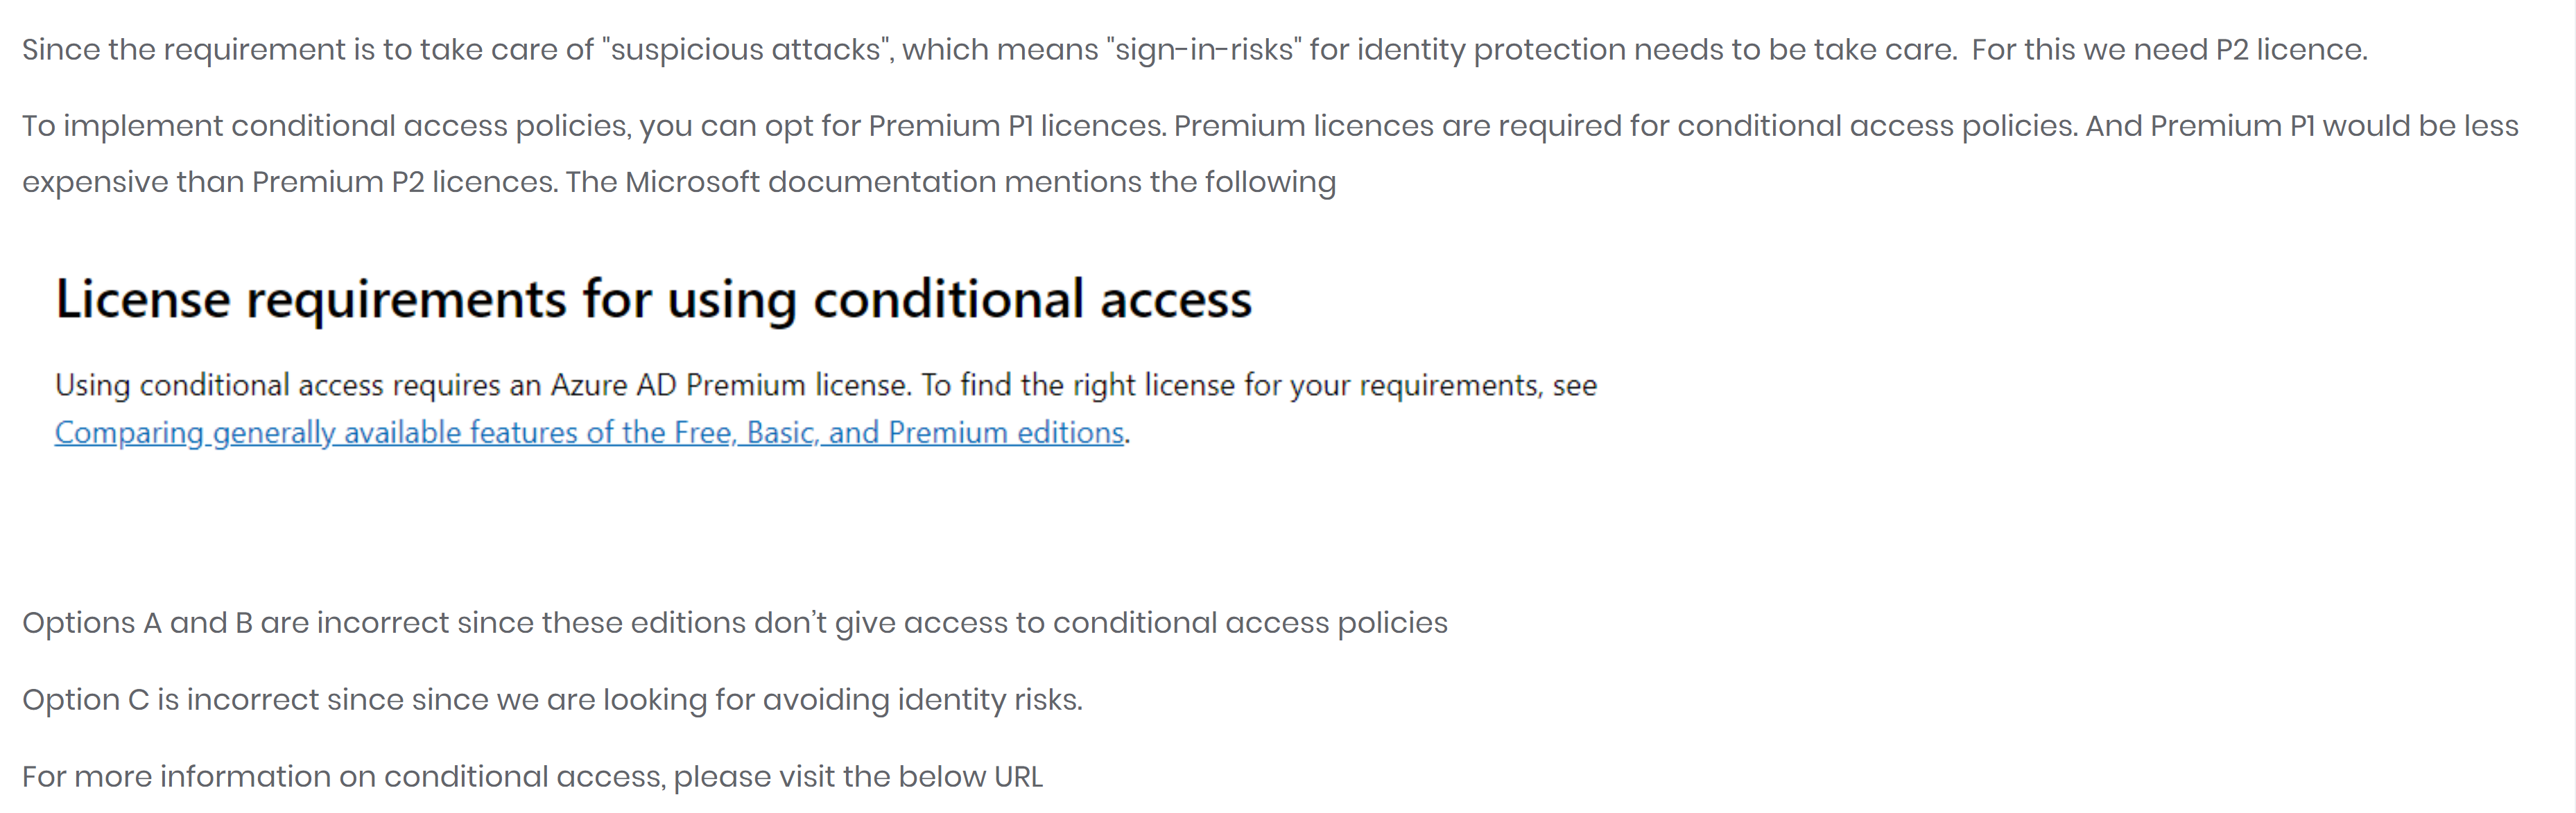 Since the requirement is to take care of "suspicious attacks", which means "sign-in-risks" for identity protection needs to be take care.  For this we need P2 licence.
To implement conditional access policies, you can opt for Premium P1 licences. Premium licences are required for conditional access policies. And Premium P1 would be less
expensive than Premium P2 licences. The Microsoft documentation mentions the following
License requirements for using conditional access
Using conditional access requires an Azure AD Premium license. To find the right license for your requirements, see
Comparing generally available features of the Free, Basic, and Premium editions.
Options A and B are incorrect since these editions don’t give access to conditional access policies
Option C is incorrect since since we are looking for avoiding identity risks.
For more information on conditional access, please visit the below URL